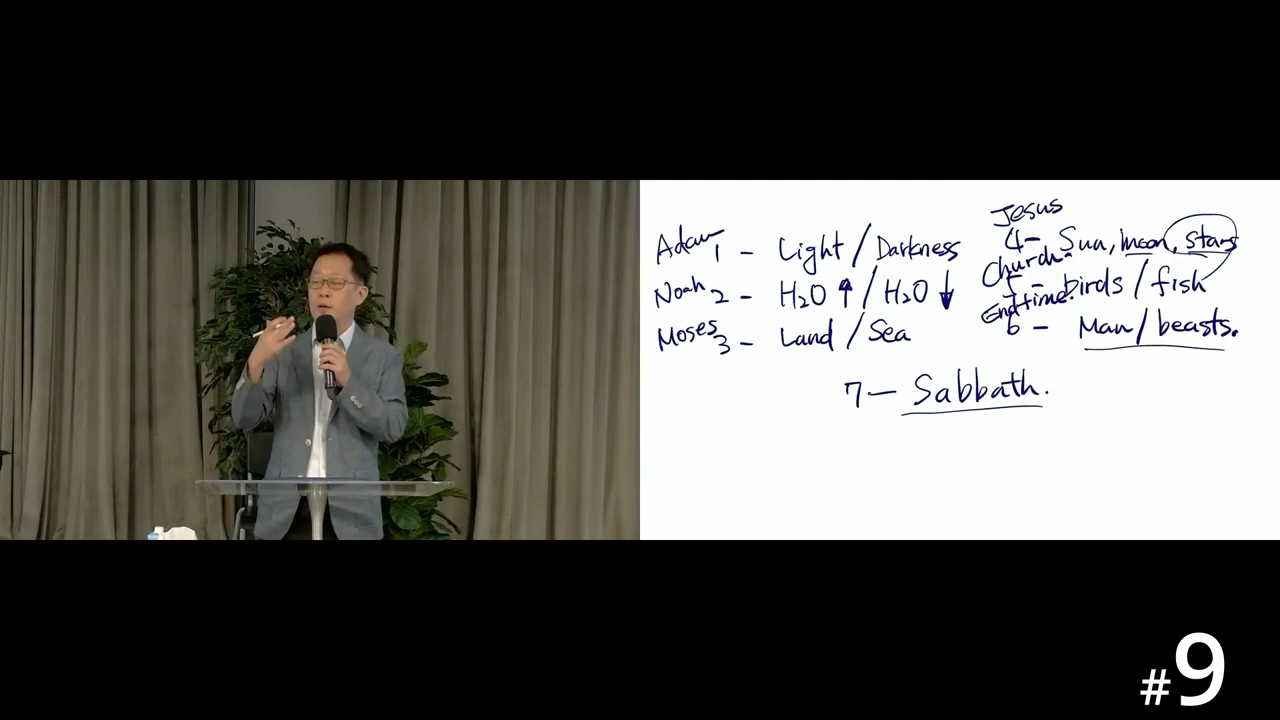 Adam 1 - Light / Darkness
Noah 2 - H2O ↑ / H2O ↓
Moses 3 - Land / Sea
Jesus
4 - Sun, moon, stars
Church
5 - birds / fish
Endtime.
6 - Man / beasts.
7 - Sabbath.
#9